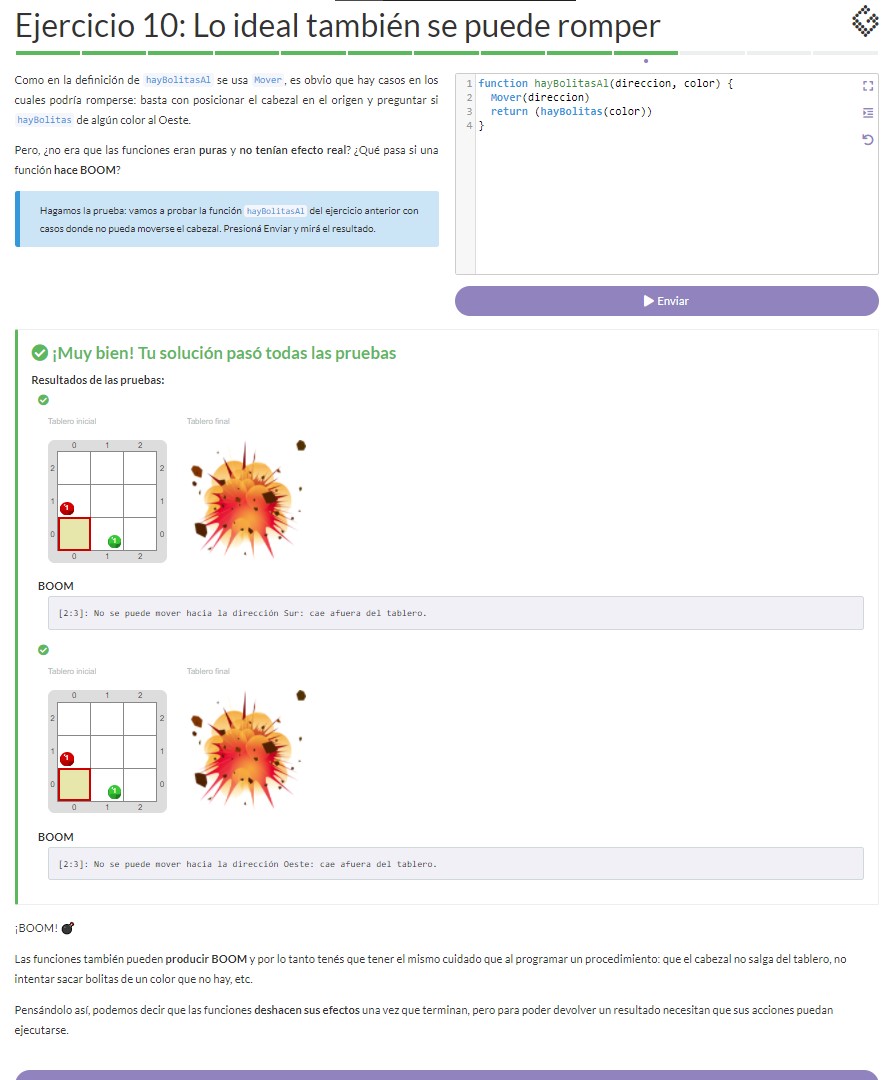 Ejercicio 10: Lo ideal también se puede romper
Como en la definición de hayBolitasAl se usa Mover, es obvio que hay casos en los
cuales podría romperse: basta con posicionar el cabezal en el origen y preguntar si
hayBolitas de algún color al Oeste.
Pero, ¿no era que las funciones eran puras y no tenían efecto real? ¿Qué pasa si una
función hace BOOM?
Hagamos la prueba: vamos a probar la función hayBolitasAl del ejercicio anterior con
casos donde no pueda moverse el cabezal. Presioná Enviar y mirá el resultado.
1 function hayBolitasAl(direccion, color) {
2 Mover(direccion)
3 return (hayBolitas(color))
4 }
Enviar
¡Muy bien! Tu solución pasó todas las pruebas
Resultados de las pruebas:
Tablero inicial Tablero final
0 1 2
2 2
1 1 1
0 1 0
0 1 2
BOOM
[2:3]: No se puede mover hacia la dirección Sur: cae afuera del tablero.
Tablero inicial Tablero final
0 1 2
2 2
1 1 1
0 1 0
0 1 2
BOOM
[2:3]: No se puede mover hacia la dirección Oeste: cae afuera del tablero.
¡BOOM! 💣
Las funciones también pueden producir BOOM y por lo tanto tenés que tener el mismo cuidado que al programar un procedimiento: que el cabezal no salga del tablero, no
intentar sacar bolitas de un color que no hay, etc.
Pensándolo así, podemos decir que las funciones deshacen sus efectos una vez que terminan, pero para poder devolver un resultado necesitan que sus acciones puedan
ejecutarse.